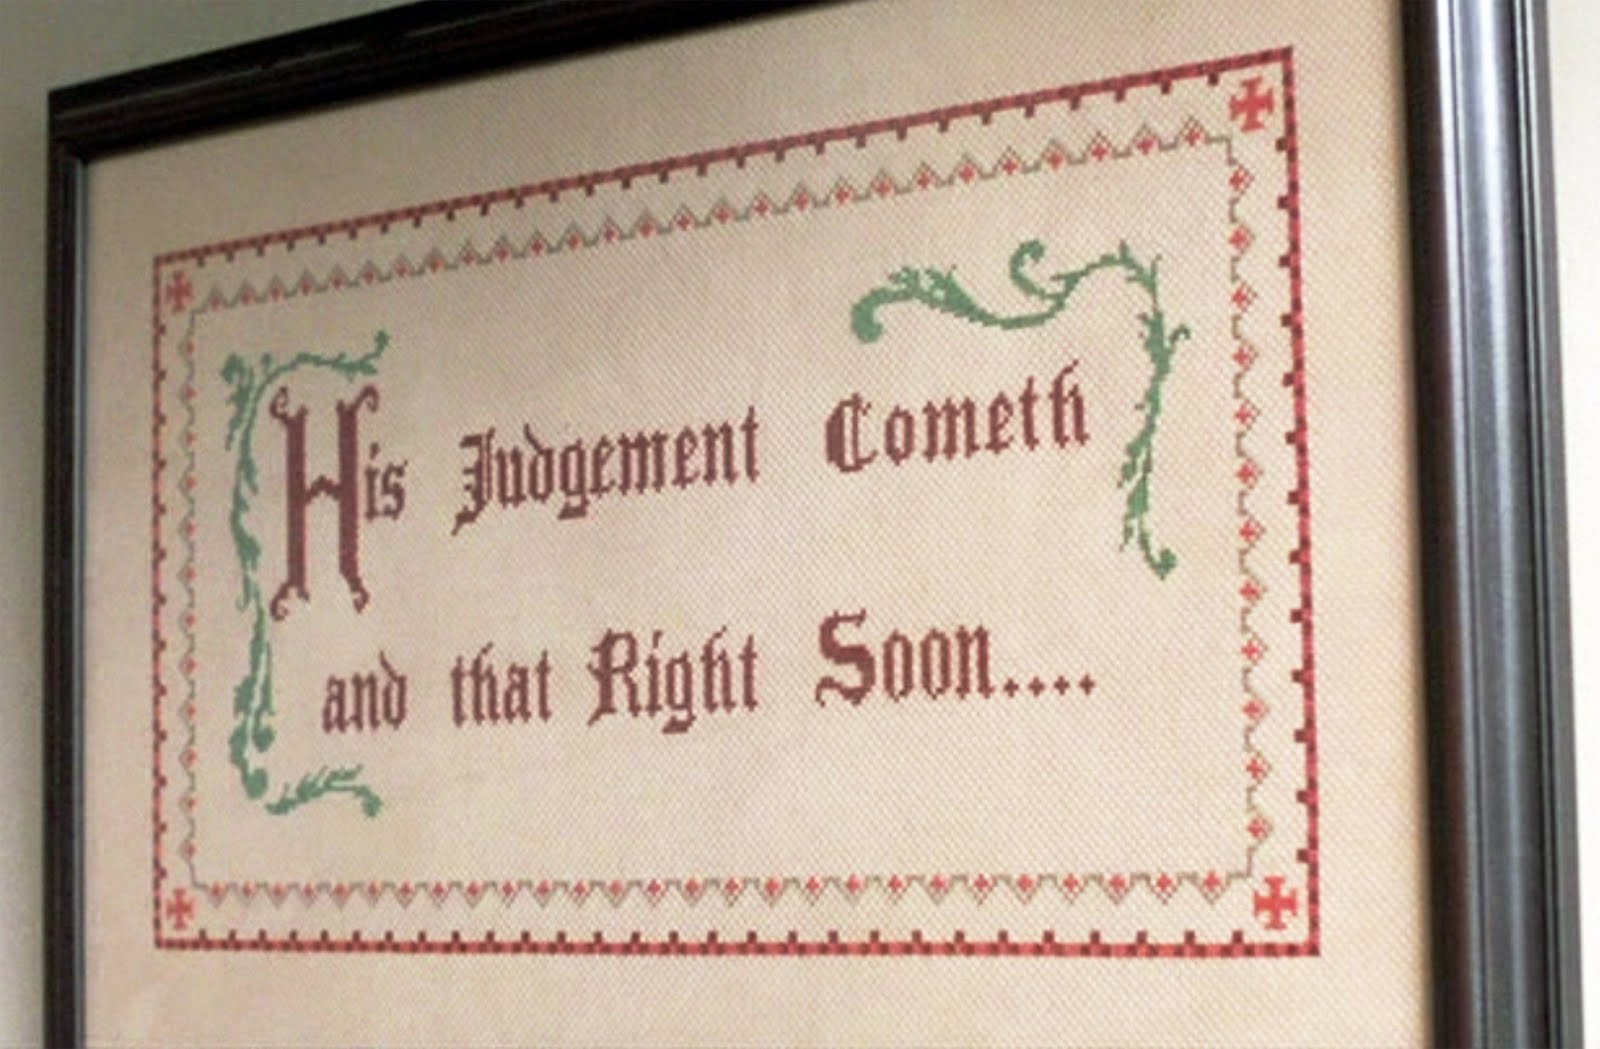 His Judgement Cometh
and that Right Soon....